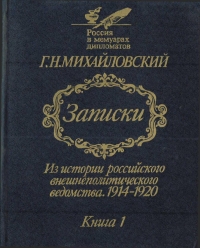 Россия
в мемуарах
дипломатов
Г.Н.МИХАЙЛОВСКИЙ
Записки
Из истории российского
внешнеполитического
ведомства. 1914-1920
Книга 1